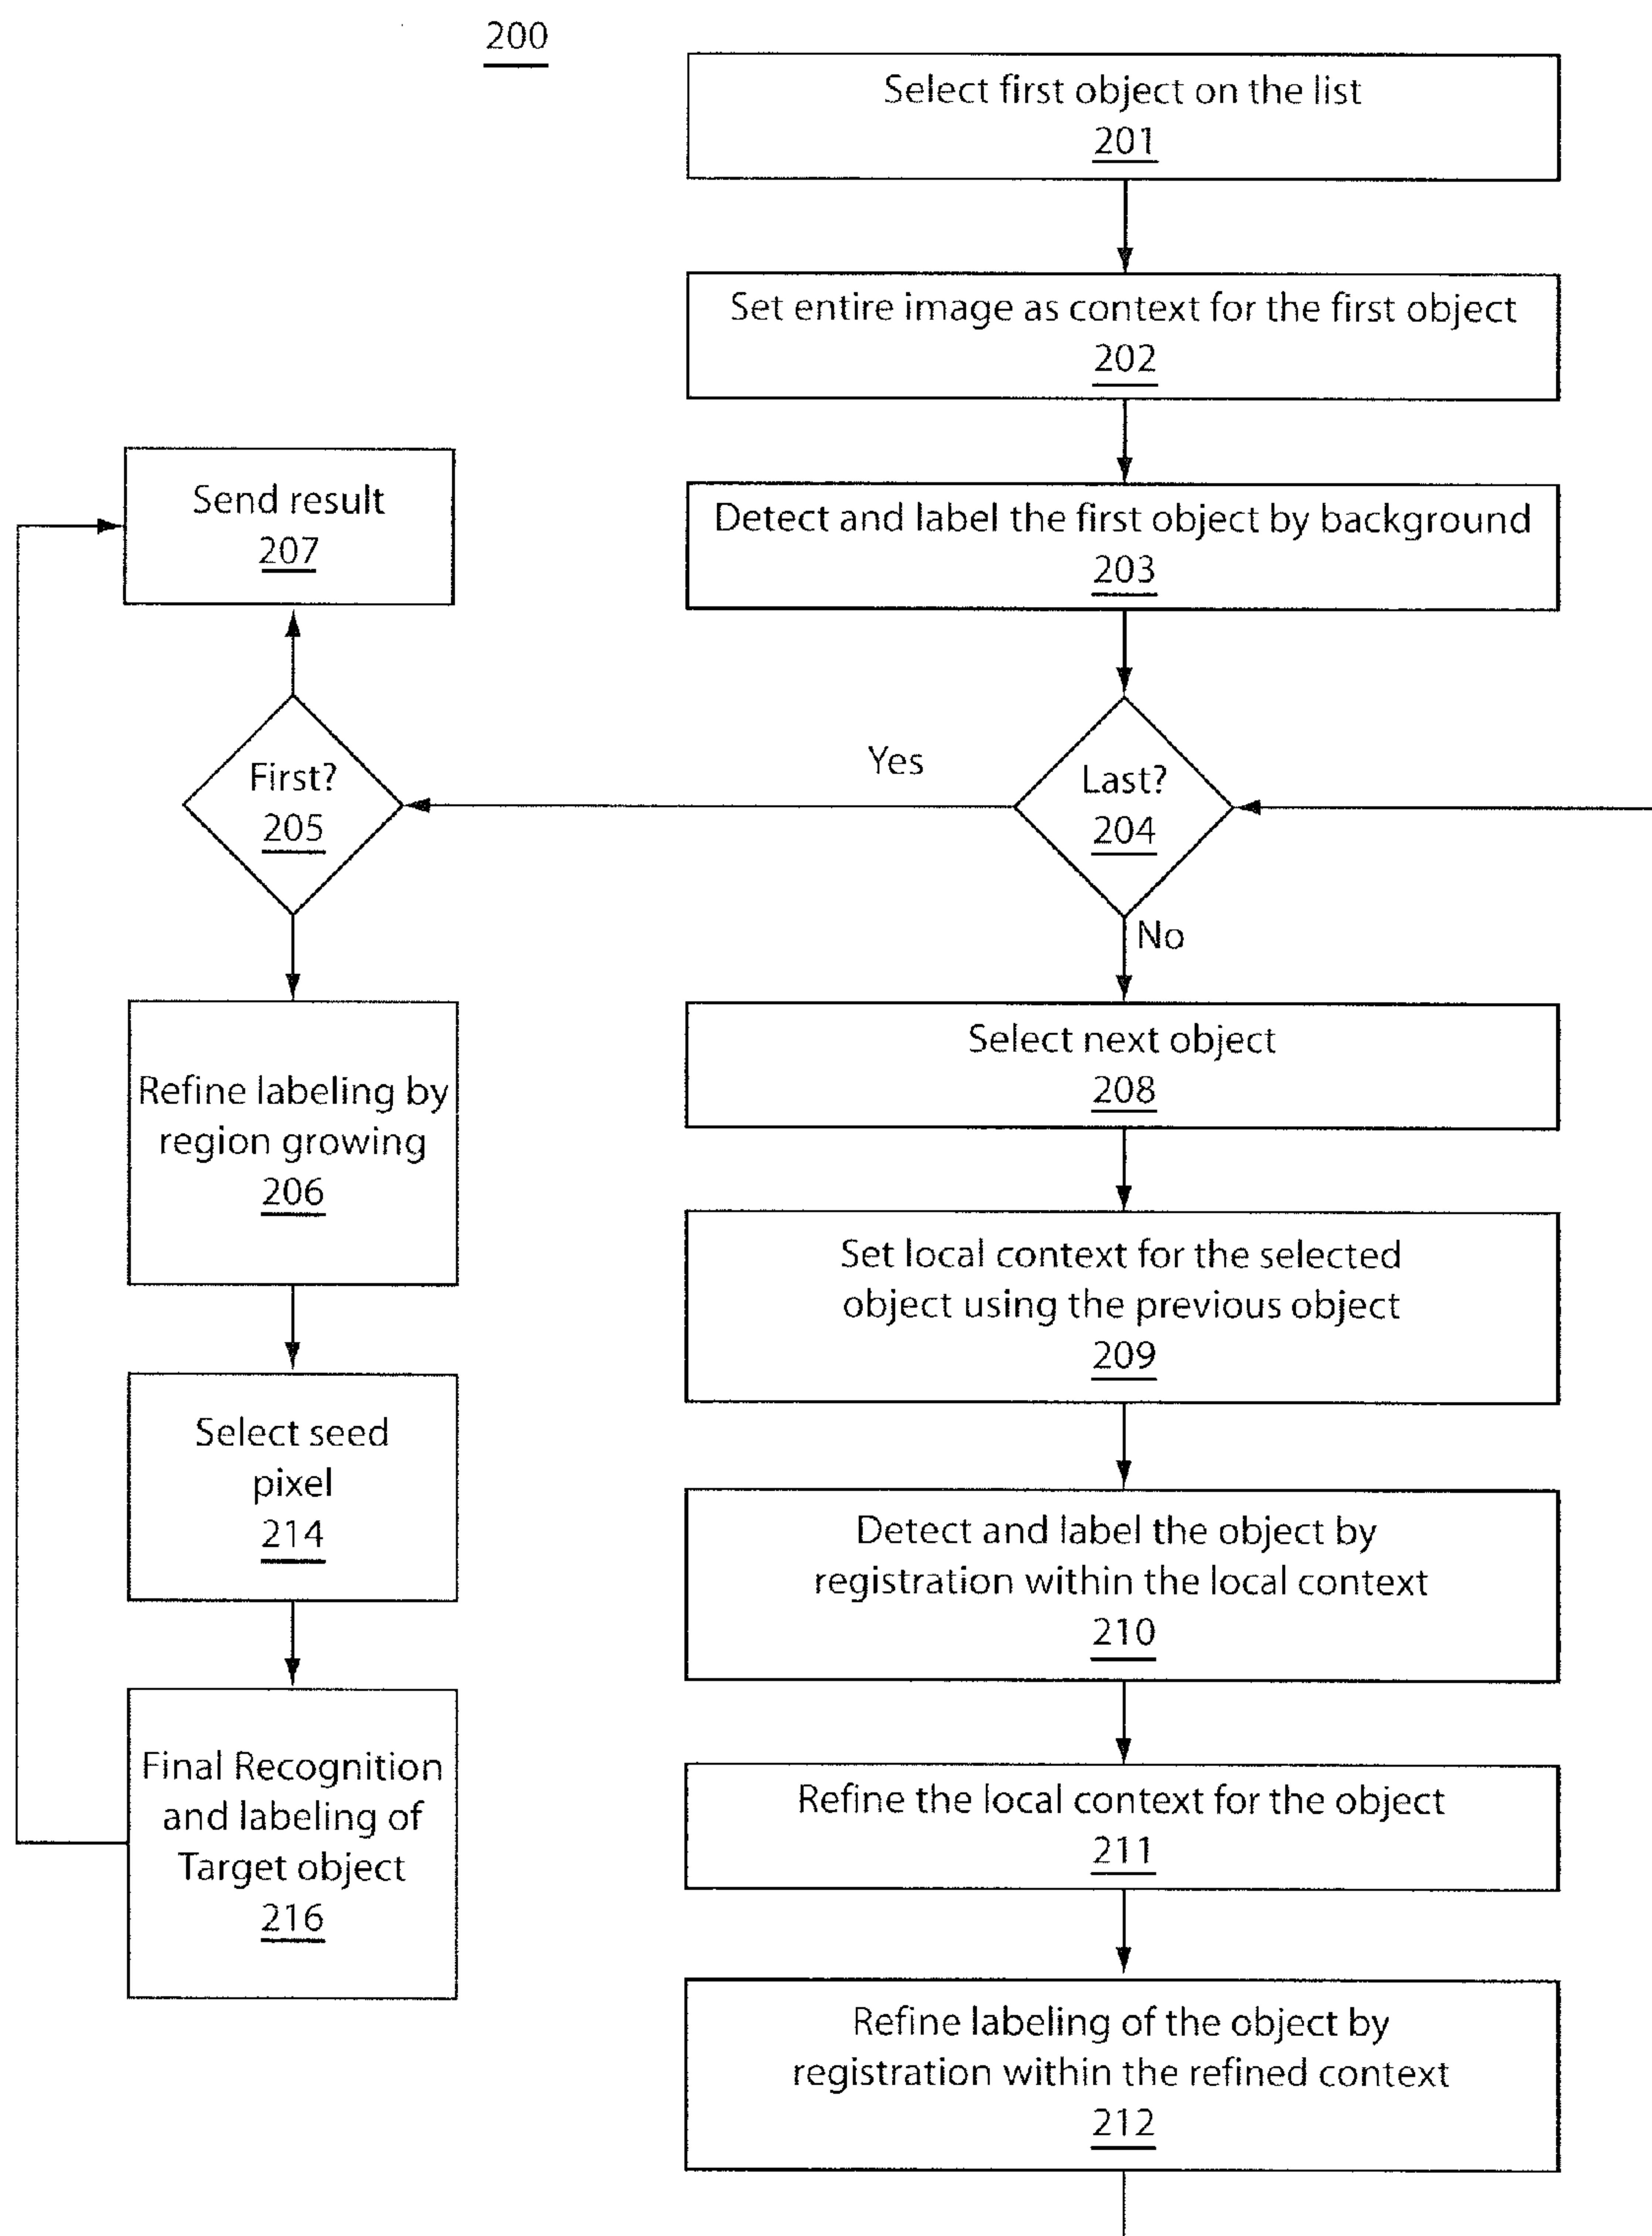 200
Select first object on the list
201
Set entire image as context for the first object
202
Detect and label the first object by background
203
Send result
207
First?
205
Yes
Last?
204
No
Refine labeling by
region growing
206
Select next object
208
Set local context for the selected
object using the previous object
209
Select seed
pixel
214
Detect and label the object by
registration within the local context
210
Final Recognition
and labeling of
Target object
216
Refine the local context for the object
211
Refine labeling of the object by
registration within the refined context
212